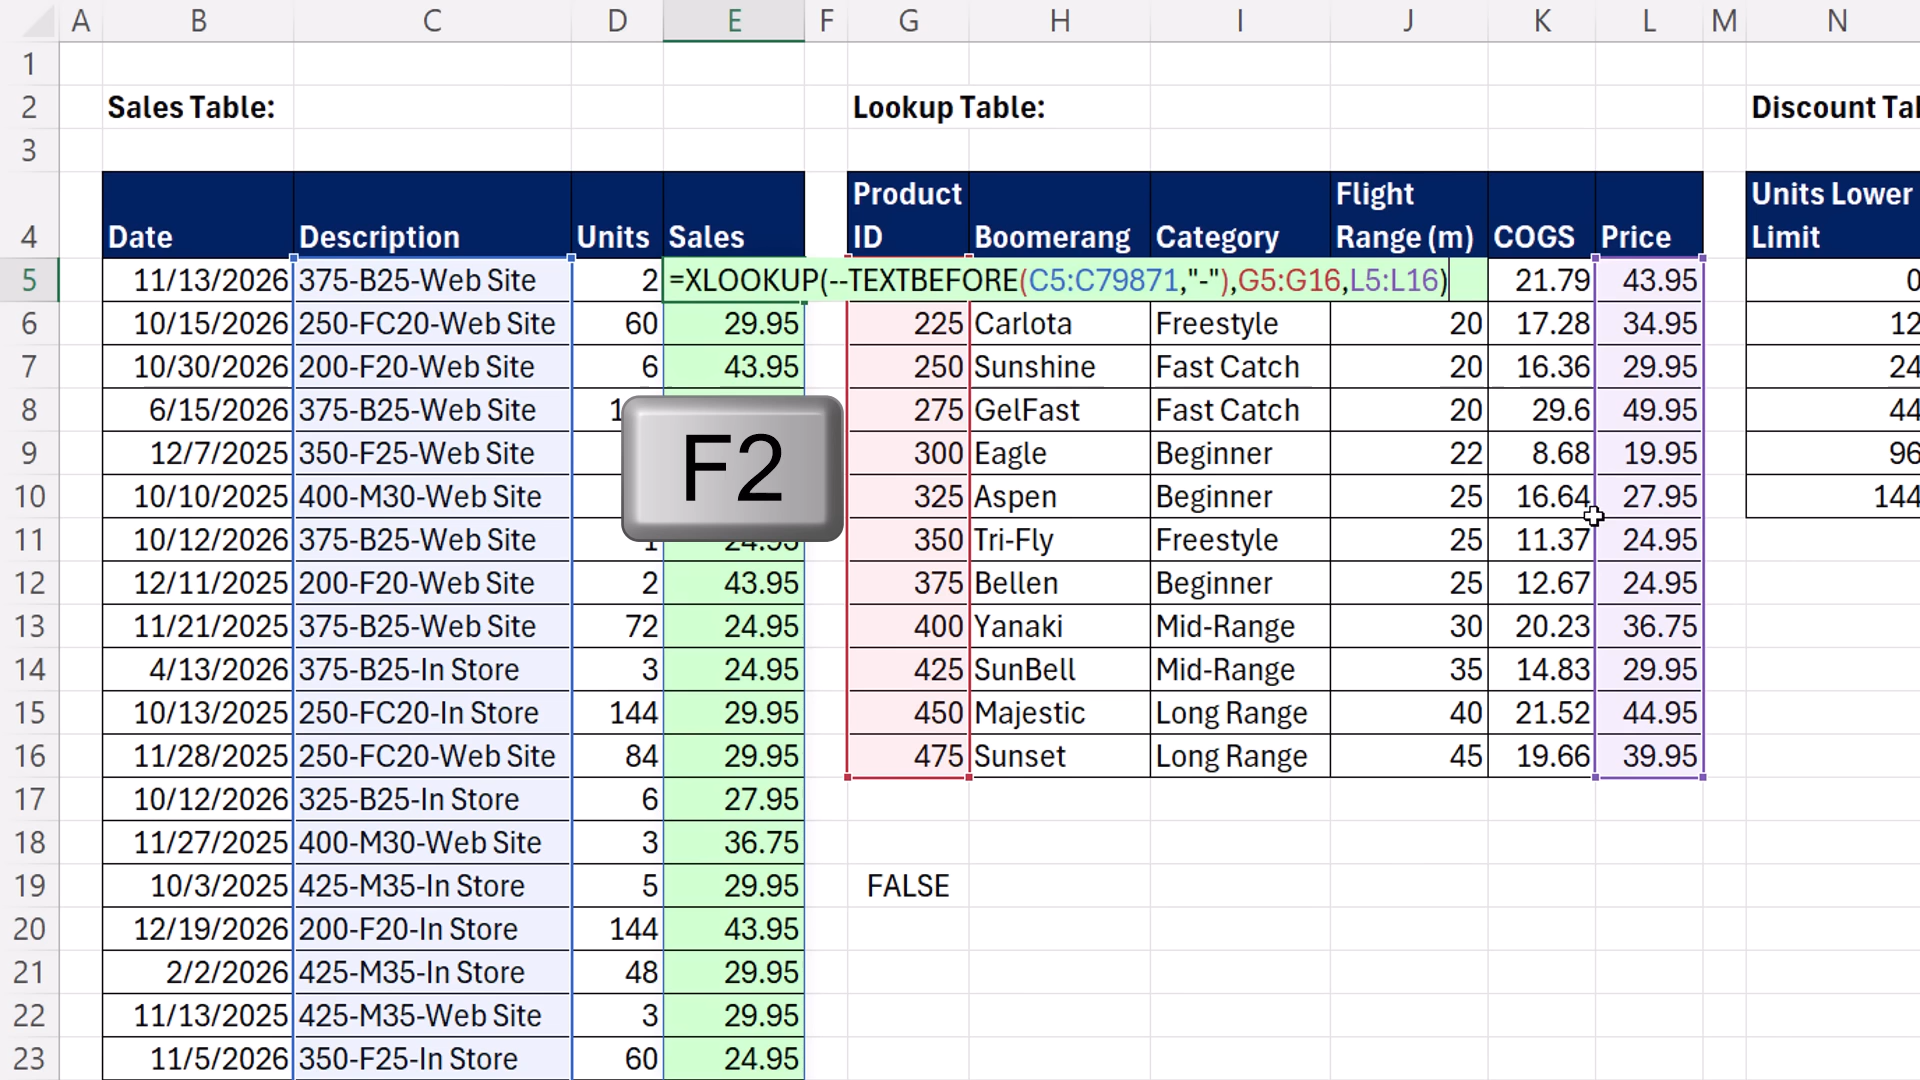 A B C D E F G H I J K L M N
1
2 Sales Table: Lookup Table: Discount Tal
3
4 Date Description Units Sales Product ID Boomerang Category Flight Range (m) COGS Price Units Lower Limit
5 11/13/2026 375-B25-Web Site 2 =XLOOKUP(--TEXTBEFORE(C5:C79871,"-"),G5:G16,L5:L16) 21.79 43.95 0
6 10/15/2026 250-FC20-Web Site 60 29.95 225 Carlota Freestyle 20 17.28 34.95 12
7 10/30/2026 200-F20-Web Site 6 43.95 250 Sunshine Fast Catch 20 16.36 29.95 24
8 6/15/2026 375-B25-Web Site 275 GelFast Fast Catch 20 29.6 49.95 44
9 12/7/2025 350-F25-Web Site 300 Eagle Beginner 22 8.68 19.95 96
F2
10 10/10/2025 400-M30-Web Site 325 Aspen Beginner 25 16.64 27.95 144
11 10/12/2026 375-B25-Web Site 1 24.95 350 Tri-Fly Freestyle 25 11.37 24.95
12 12/11/2025 200-F20-Web Site 2 43.95 375 Bellen Beginner 25 12.67 24.95
13 11/21/2025 375-B25-Web Site 72 24.95 400 Yanaki Mid-Range 30 20.23 36.75
14 4/13/2026 375-B25-In Store 3 24.95 425 SunBell Mid-Range 35 14.83 29.95
15 10/13/2025 250-FC20-In Store 144 29.95 450 Majestic Long Range 40 21.52 44.95
16 11/28/2025 250-FC20-Web Site 84 29.95 475 Sunset Long Range 45 19.66 39.95
17 10/12/2026 325-B25-In Store 6 27.95
18 11/27/2025 400-M30-Web Site 3 36.75
19 10/3/2025 425-M35-In Store 5 29.95 FALSE
20 12/19/2026 200-F20-In Store 144 43.95
21 2/2/2026 425-M35-In Store 48 29.95
22 11/13/2025 425-M35-Web Site 3 29.95
23 11/5/2026 350-F25-In Store 60 24.95